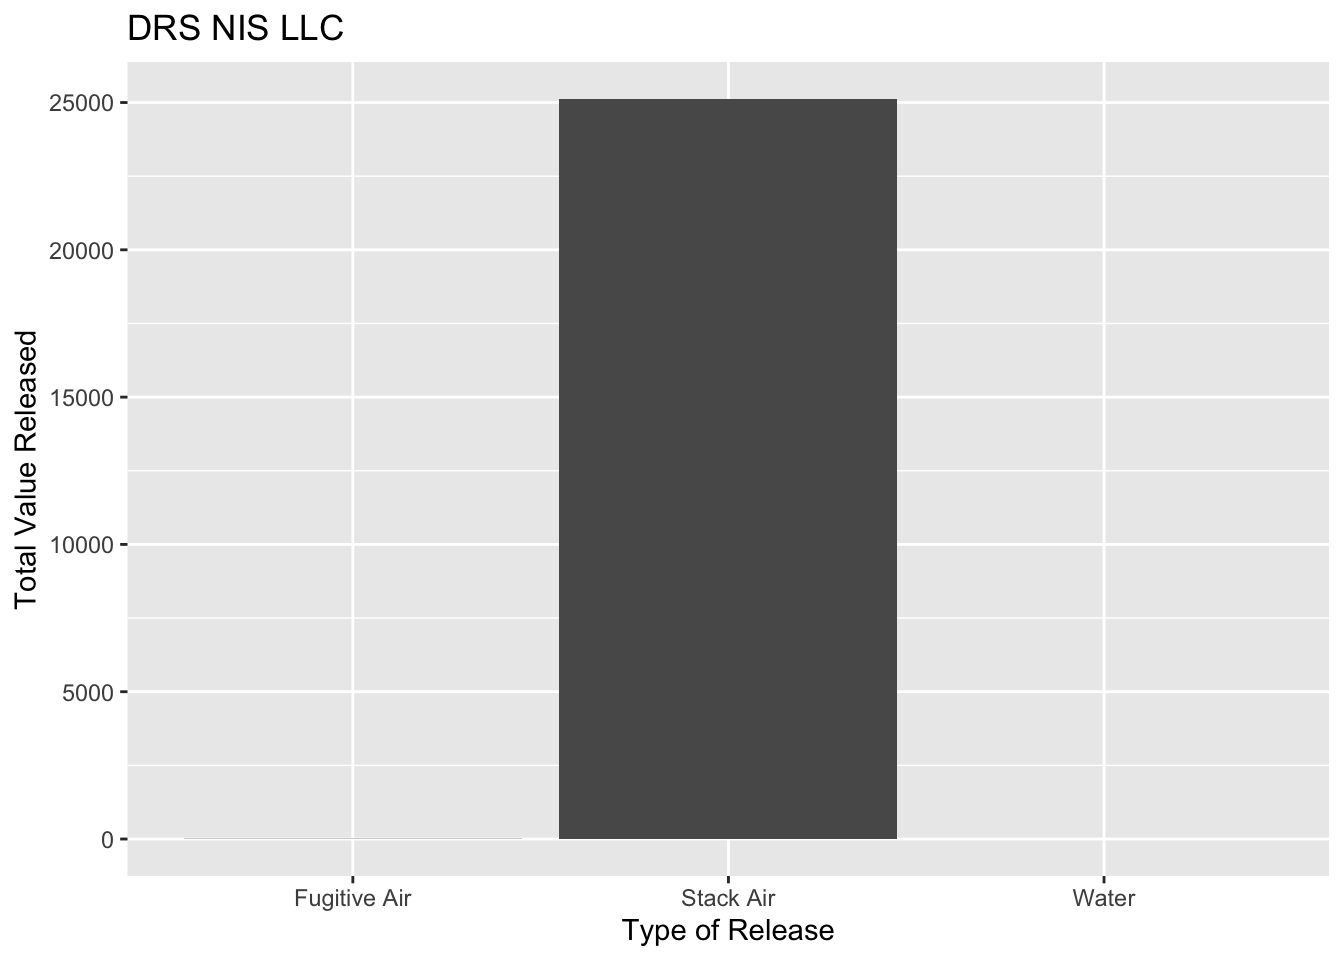 DRS NIS LLC
Total Value Released
25000
20000
15000
10000
5000
0
Fugitive Air
Stack Air
Water
Type of Release